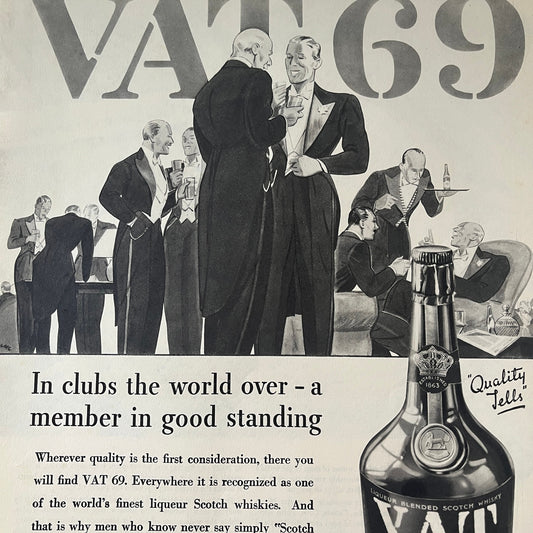 VAT 69
In clubs the world over - a
member in good standing
Wherever quality is the first consideration, there you
will find VAT 69. Everywhere it is recognized as one
of the world's finest liqueur Scotch whiskies. And
that is why men who know never say simply "Scotch
"Quality
Tells"
ESTABLISHED
1863
LIQUEUR BLENDED SCOTCH WHISKY
VAT